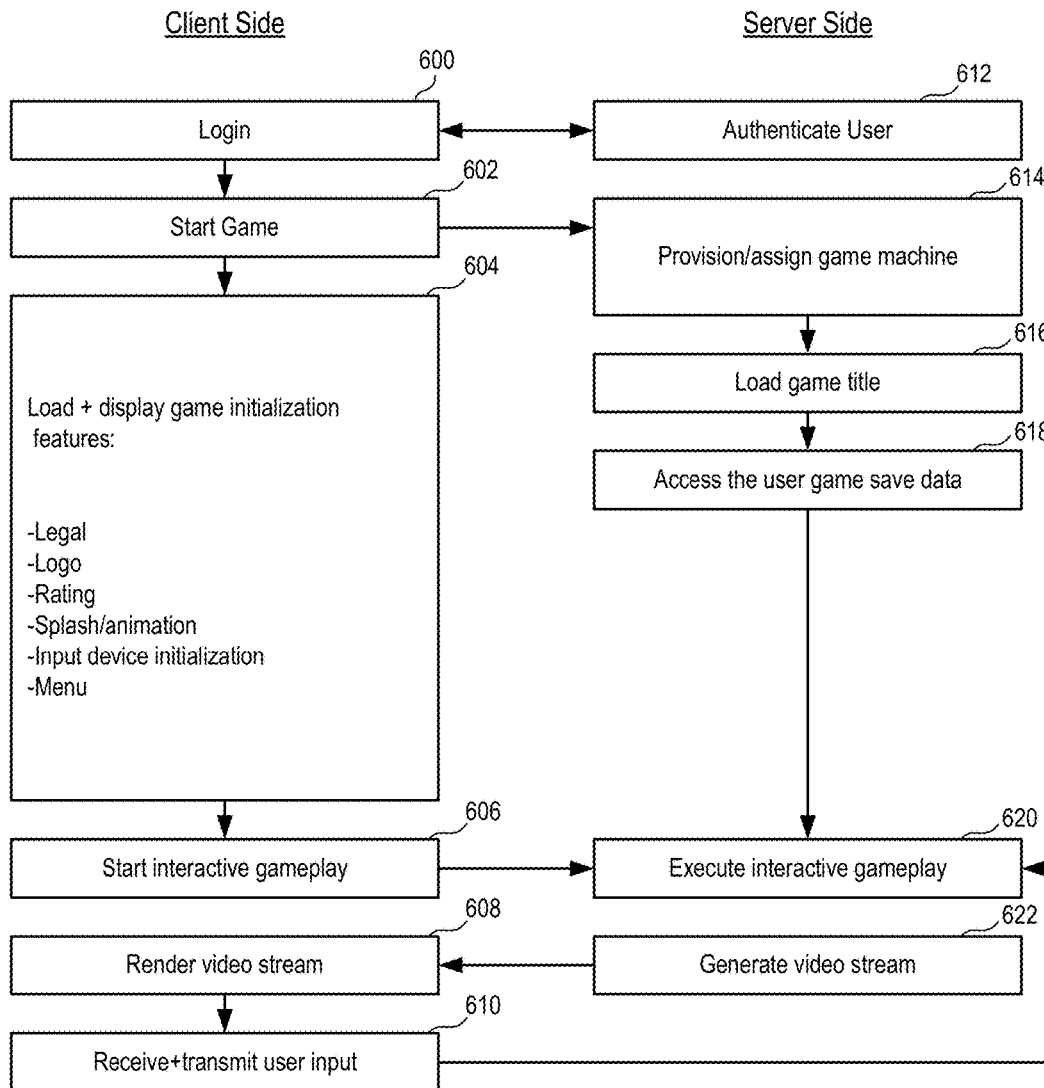 Client Side
Server Side
600
612
Login
Authenticate User
602
614
Start Game
Provision/assign game machine
604
616
Load game title
Load + display game initialization
features:
618
Access the user game save data
-Legal
-Logo
-Rating
-Splash/animation
-Input device initialization
-Menu
606
620
Start interactive gameplay
Execute interactive gameplay
608
622
Render video stream
Generate video stream
610
Receive+transmit user input